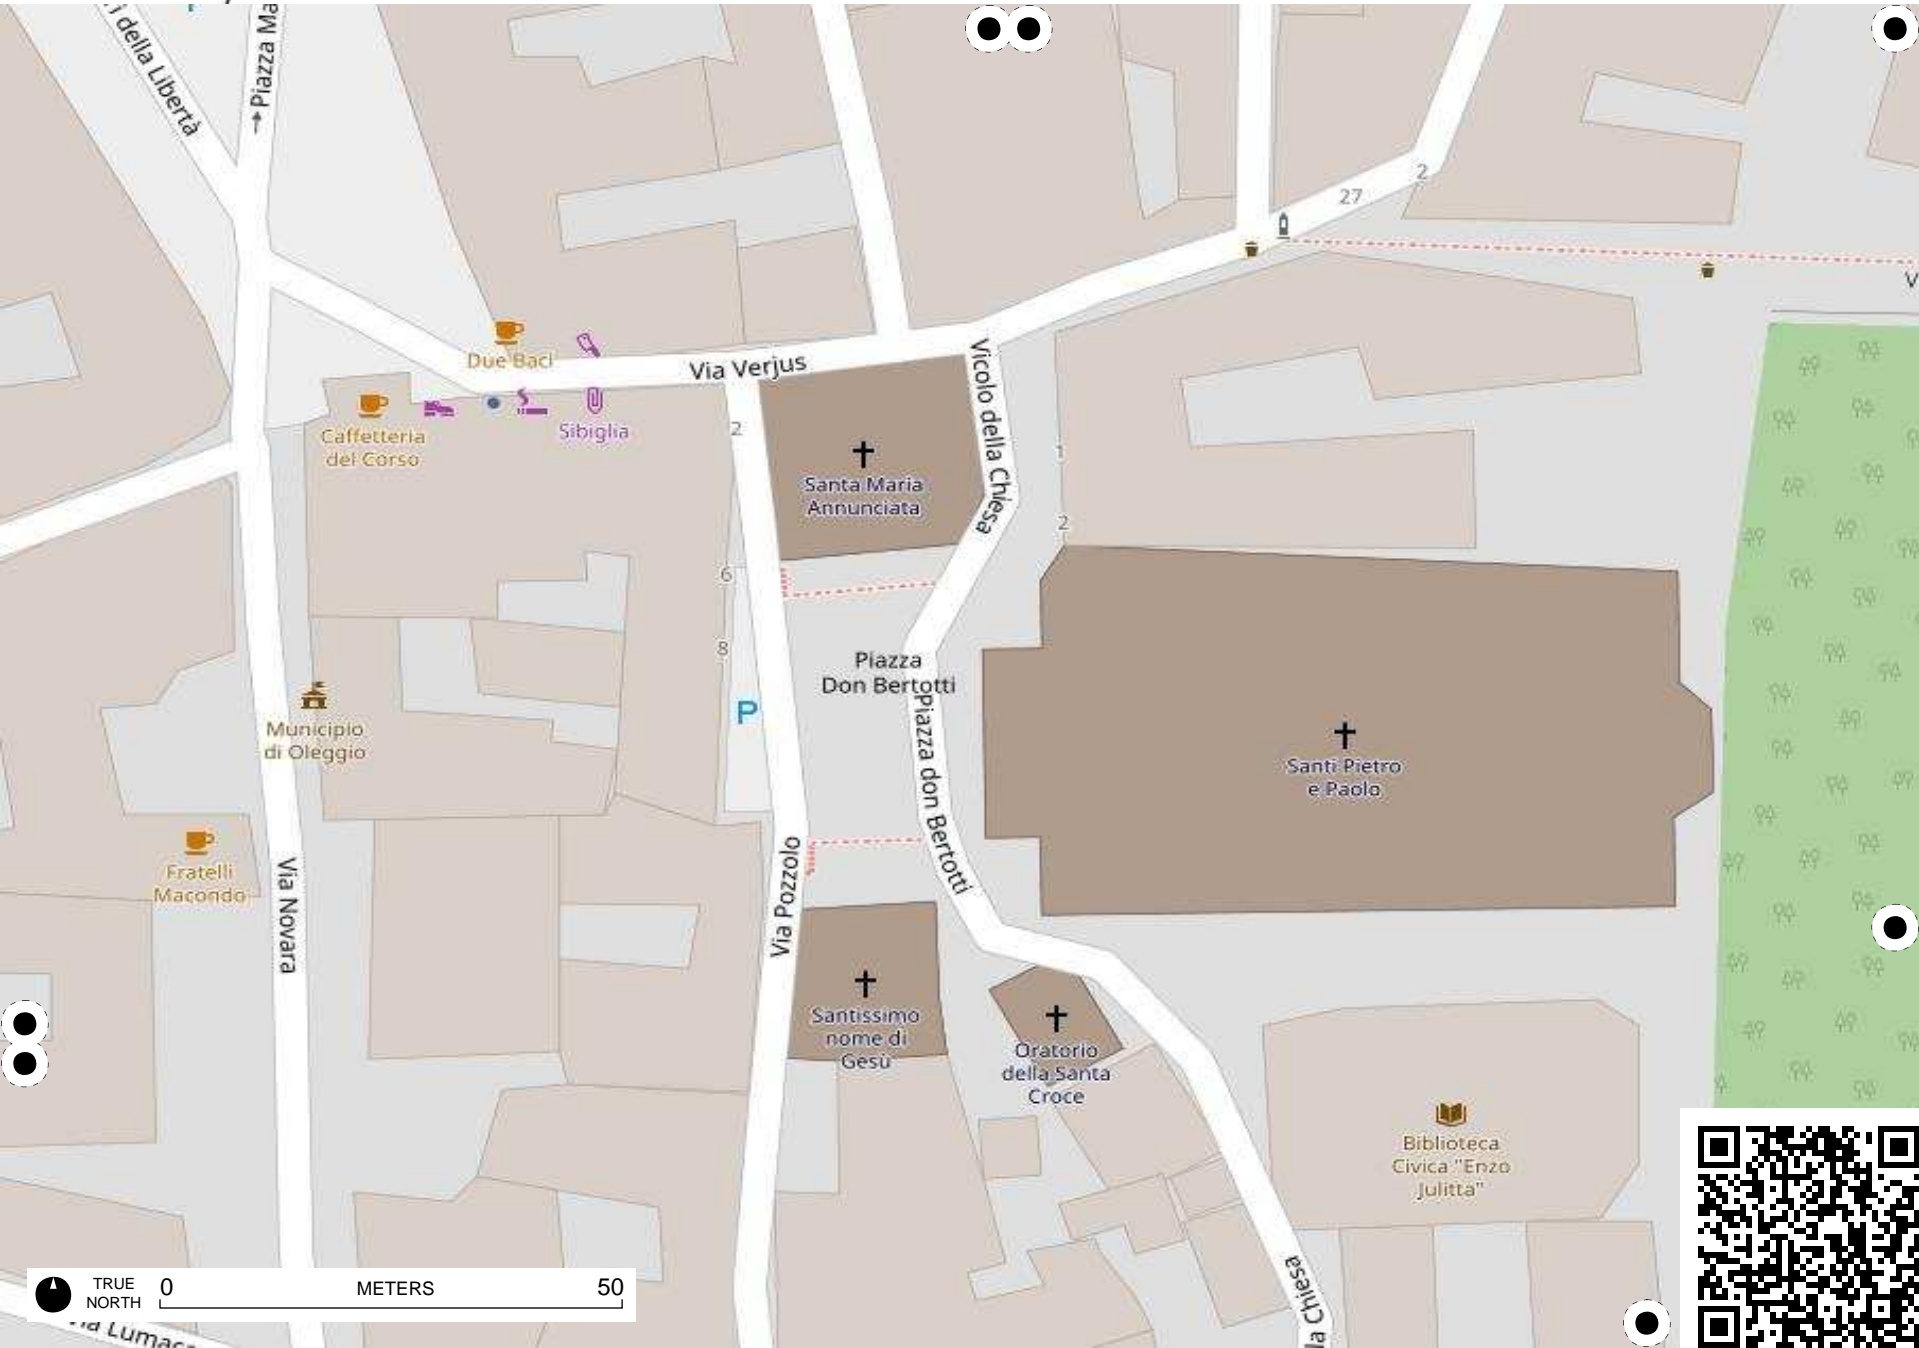 della Libertà
Piazza Ma
27
2
Due Baci
Via Verjus
Vicolo della Chiesa
V
Caffetteria
del Corso
Sibiglia
2
1
Santa Maria
Annunciata
2
6
8
Piazza
Don Bertotti
P
Municipio
di Oleggio
Piazza don Bertotti
Santi Pietro
e Paolo
Fratelli
Macondo
Via Novara
Via Pozzolo
Santissimo
nome di
Gesù
Oratorio
della Santa
Croce
Biblioteca
Civica "Enzo
Julitta"
Chiesa
TRUE
NORTH
0 METERS 50
Via Lumac